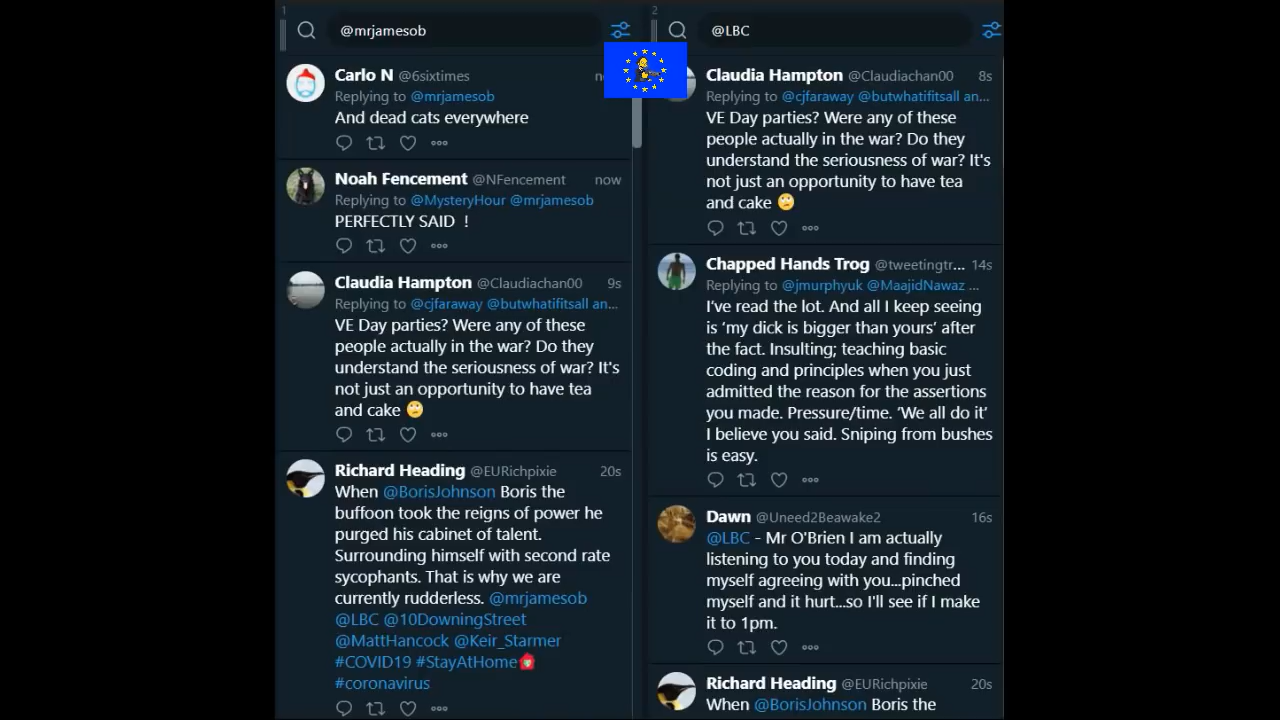 1
@mrjamesob
Carlo N @6sixtimes
Replying to @mrjamesob
And dead cats everywhere
Noah Fencement @NFencement now
Replying to @MysteryHour @mrjamesob
PERFECTLY SAID !
Claudia Hampton @Claudiachan00 9s
Replying to @cjfaraway @butwhatifitsall an...
VE Day parties? Were any of these
people actually in the war? Do they
understand the seriousness of war? It's
not just an opportunity to have tea
and cake 🙄
Richard Heading @EURichpixie 20s
When @BorisJohnson Boris the
buffoon took the reigns of power he
purged his cabinet of talent.
Surrounding himself with second rate
sycophants. That is why we are
currently rudderless. @mrjamesob
@LBC @10DowningStreet
@MattHancock @Keir_Starmer
#COVID19 #StayAtHome
#coronavirus
2
@LBC
Claudia Hampton @Claudiachan00 8s
Replying to @cjfaraway @butwhatifitsall an...
VE Day parties? Were any of these
people actually in the war? Do they
understand the seriousness of war? It's
not just an opportunity to have tea
and cake 🙄
Chapped Hands Trog @tweetingtr... 14s
Replying to @jmurphyuk @MaajidNawaz ...
I've read the lot. And all I keep seeing
is ‘my dick is bigger than yours’ after
the fact. Insulting; teaching basic
coding and principles when you just
admitted the reason for the assertions
you made. Pressure/time. ‘We all do it’
I believe you said. Sniping from bushes
is easy.
Dawn @Uneed2Beawake2 16s
@LBC - Mr O'Brien I am actually
listening to you today and finding
myself agreeing with you...pinched
myself and it hurt...so I'll see if I make
it to 1pm.
Richard Heading @EURichpixie 20s
When @BorisJohnson Boris the